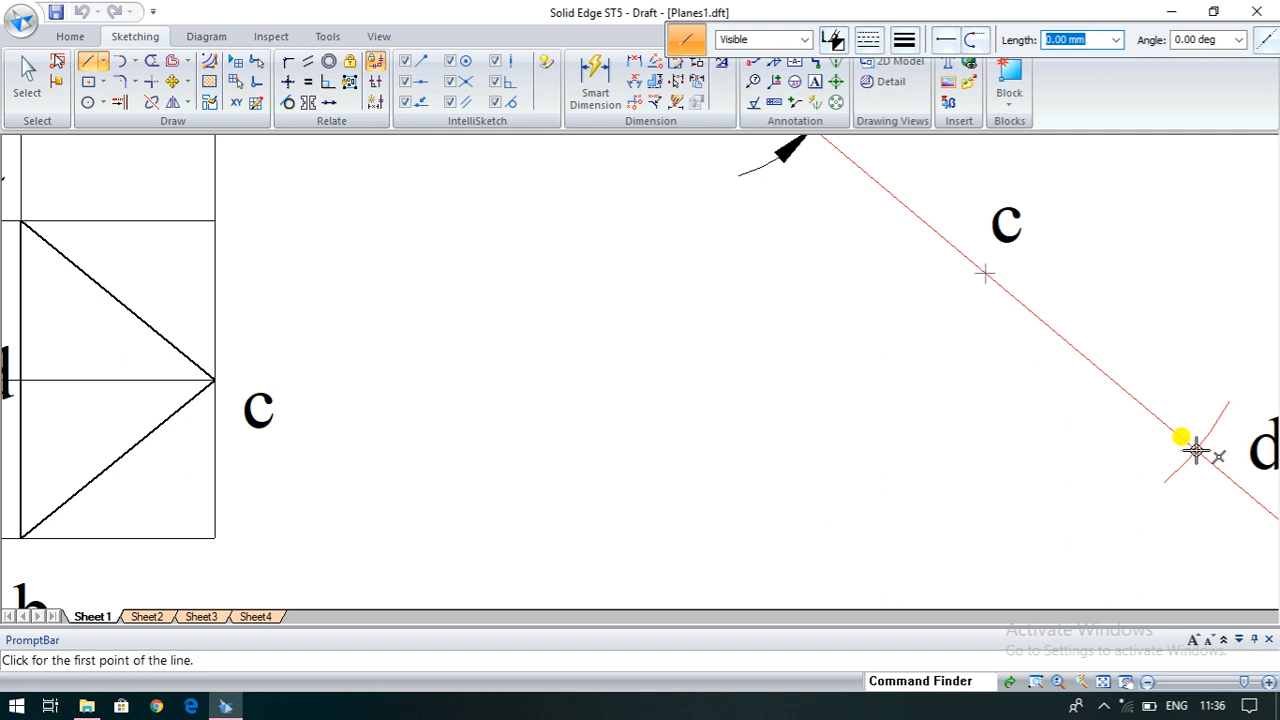 Solid Edge ST5 - Draft - [Planes1.dft]
Home Sketching Diagram Inspect Tools View
Visible
Length: 0.00 mm Angle: 0.00 deg
Select
Smart
Dimension
2D Model
Detail
Block
Select Draw Relate IntelliSketch Dimension Annotation Drawing Views Insert Blocks
c
d
c
d
b
Sheet1 Sheet2 Sheet3 Sheet4
Activate Windows
Go to Settings to activate Windows.
PromptBar
Click for the first point of the line.
Command Finder
ENG 11:36